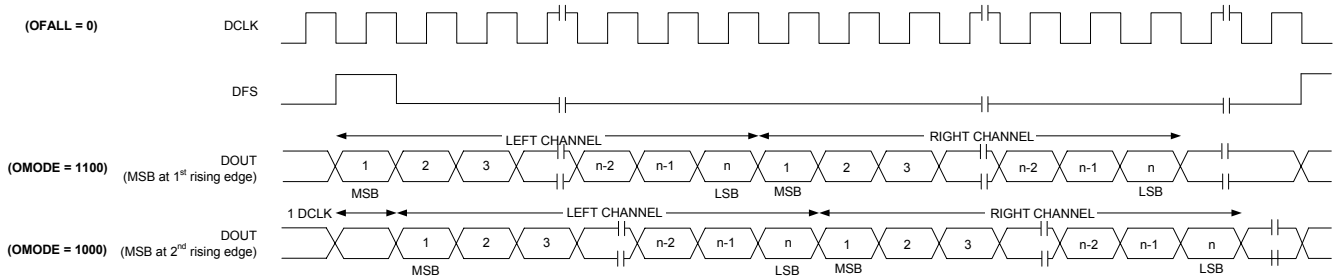 (OFALL = 0) DCLK
DFS
LEFT CHANNEL RIGHT CHANNEL
(OMODE = 1100) DOUT 1 2 3 n-2 n-1 n 1 2 3 n-2 n-1 n
(MSB at 1st rising edge)
MSB LSB MSB LSB
1 DCLK LEFT CHANNEL RIGHT CHANNEL
(OMODE = 1000) DOUT 1 2 3 n-2 n-1 n 1 2 3 n-2 n-1 n
(MSB at 2nd rising edge)
MSB LSB MSB LSB